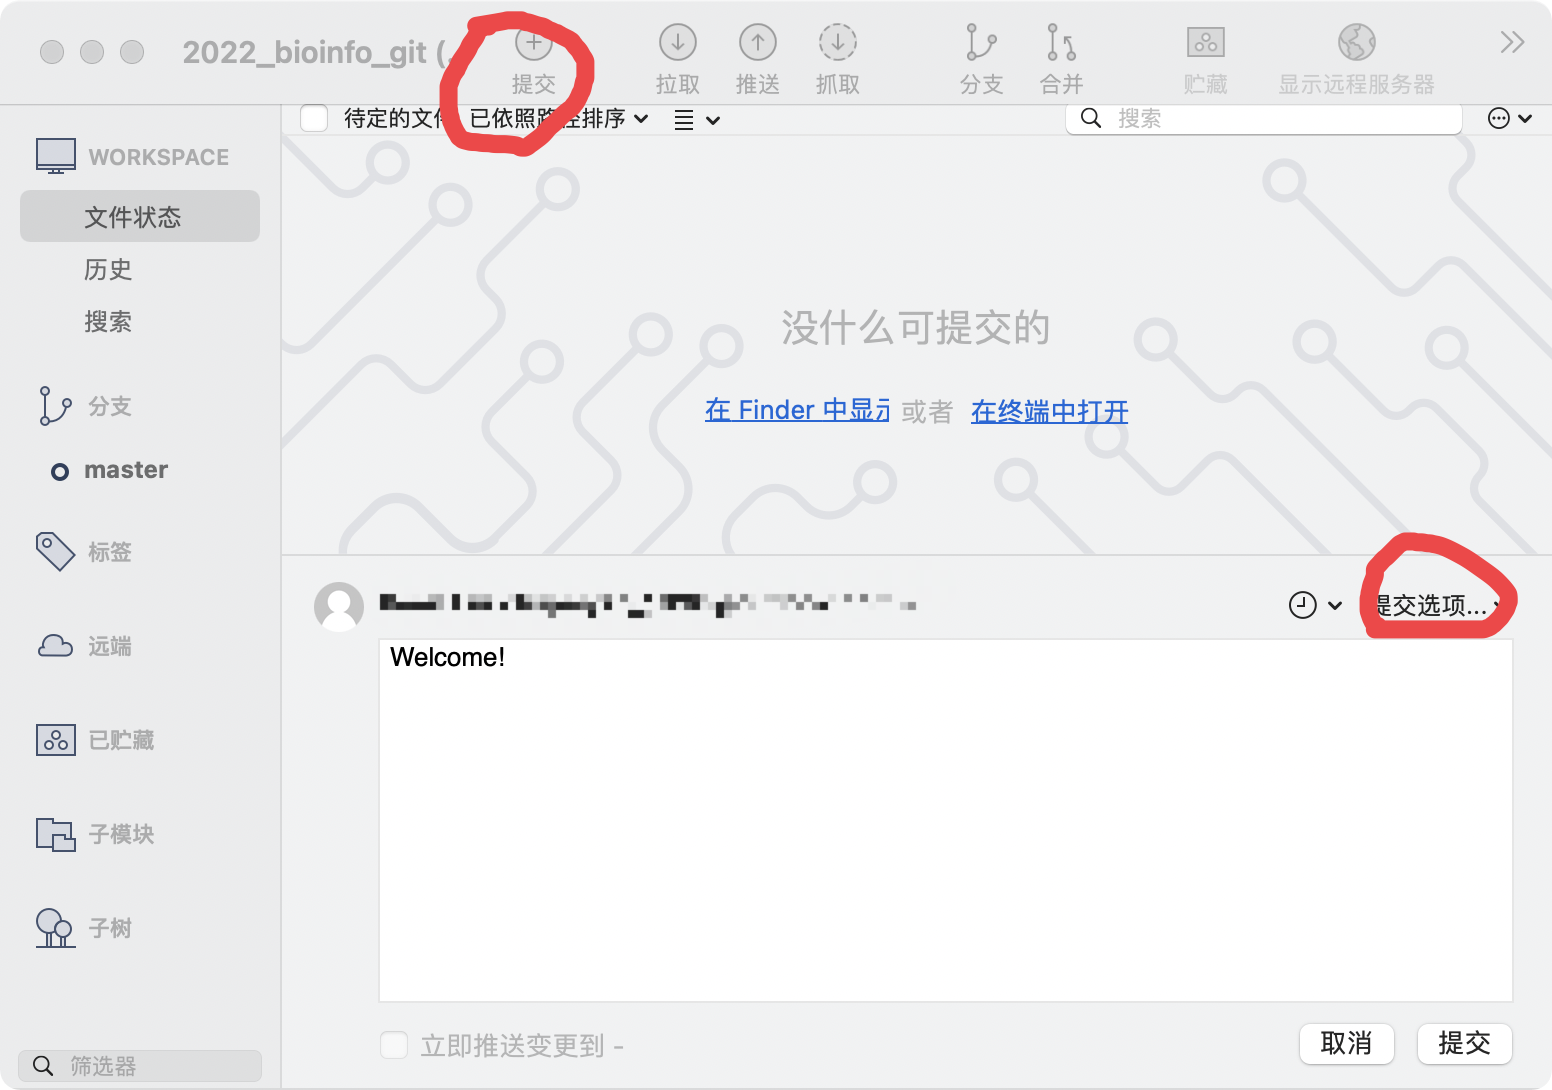 2022_bioinfo_git (
提交
拉取
推送
抓取
分支
合并
贮藏
显示远程服务器
待定的文件
已依照路径排序
搜索
WORKSPACE
文件状态
历史
搜索
分支
master
标签
远端
已贮藏
子模块
子树
筛选器
没什么可提交的
在 Finder 中显示 或者 在终端中打开
提交选项...
Welcome!
立即推送变更到 -
取消
提交